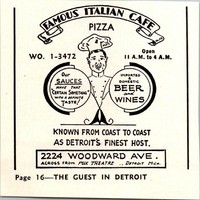 FAMOUS ITALIAN CAFE
PIZZA
WO. 1-3472
Open
11 A.M. to 4 A.M.
Our
SAUCES
HAVE THAT
"CERTAIN SOMETHING"
WITH A DEFINITE
TASTE!
IMPORTED &
DOMESTIC
BEER
and
WINES
KNOWN FROM COAST TO COAST
AS DETROIT'S FINEST HOST.
2224 WOODWARD AVE.
ACROSS FROM FOX THEATRE ... DETROIT MICH.
Page 16—THE GUEST IN DETROIT